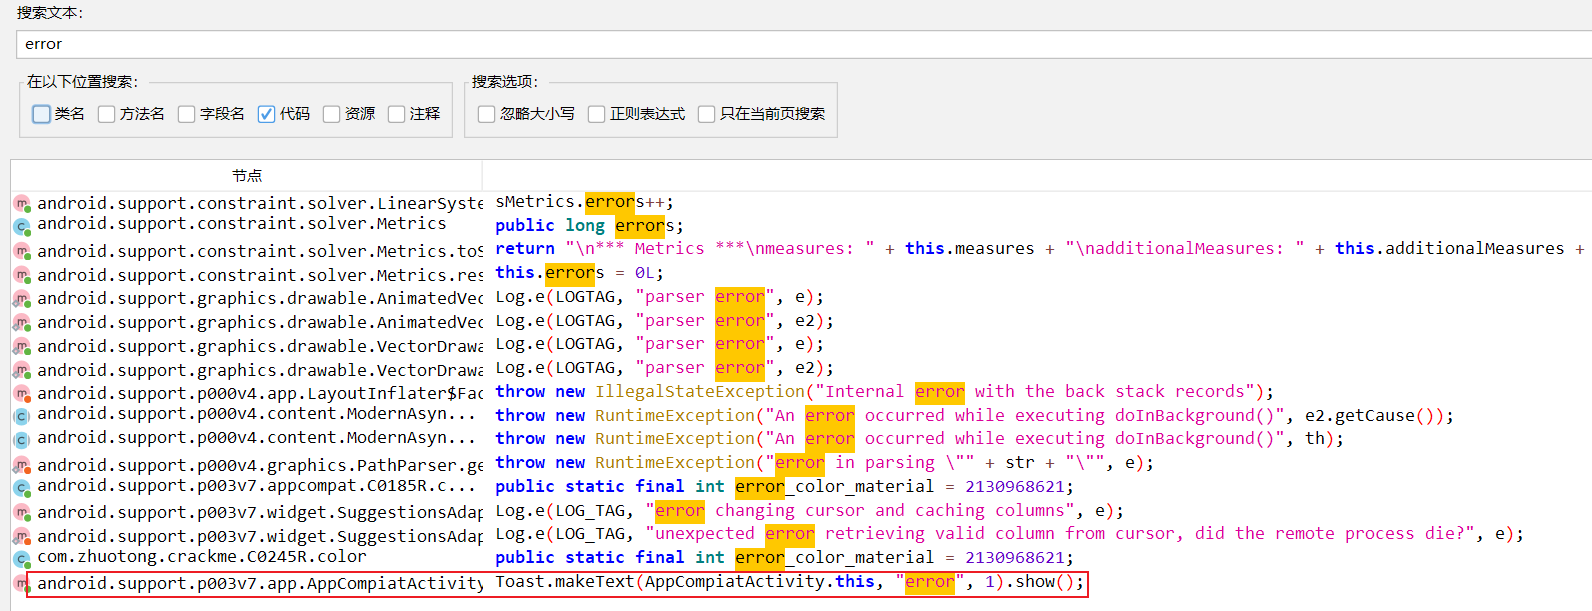 搜索文本:
error
在以下位置搜索:
搜索选项:
类名 方法名 字段名 代码 资源 注释
忽略大小写 正则表达式 只在当前页搜索
节点
android.support.constraint.solver.LinearSyste sMetrics.errors++;
android.support.constraint.solver.Metrics public long errors;
android.support.constraint.solver.Metrics.toS return "\n*** Metrics ***\nmeasures: " + this.measures + "\nadditionalMeasures: " + this.additionalMeasures +
android.support.constraint.solver.Metrics.res this.errors = 0L;
android.support.graphics.drawable.AnimatedVec Log.e(LOGTAG, "parser error", e);
android.support.graphics.drawable.AnimatedVec Log.e(LOGTAG, "parser error", e2);
android.support.graphics.drawable.VectorDrawa Log.e(LOGTAG, "parser error", e);
android.support.graphics.drawable.VectorDrawa Log.e(LOGTAG, "parser error", e2);
android.support.p000v4.app.LayoutInflater$Fac throw new IllegalStateException("Internal error with the back stack records");
android.support.p000v4.content.ModernAsyn... throw new RuntimeException("An error occurred while executing doInBackground()", e2.getCause());
android.support.p000v4.content.ModernAsyn... throw new RuntimeException("An error occurred while executing doInBackground()", th);
android.support.p000v4.graphics.PathParser.ge throw new RuntimeException("error in parsing \"" + str + "\"", e);
android.support.p003v7.appcompat.C0185R.c... public static final int error_color_material = 2130968621;
android.support.p003v7.widget.SuggestionsAdap Log.e(LOG_TAG, "error changing cursor and caching columns", e);
android.support.p003v7.widget.SuggestionsAdap Log.e(LOG_TAG, "unexpected error retrieving valid column from cursor, did the remote process die?", e);
com.zhuotong.crackme.C0245R.color public static final int error_color_material = 2130968621;
android.support.p003v7.app.AppCompiatActivity Toast.makeText(AppCompiatActivity.this, "error", 1).show();